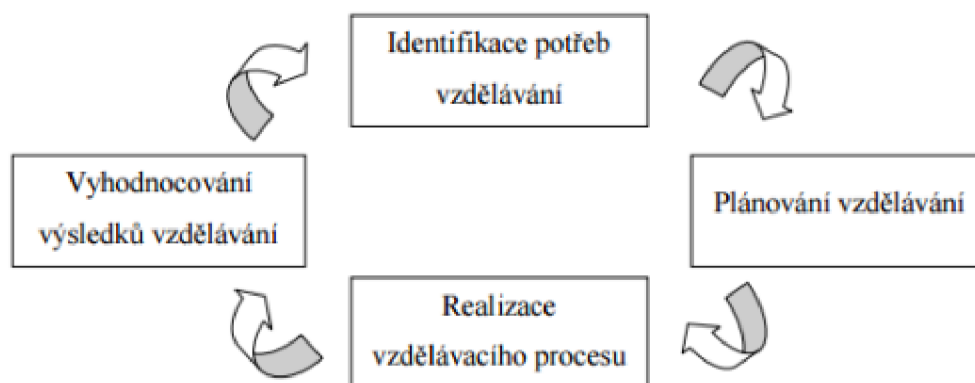 Identifikace potřeb
vzdělávání
Vyhodnocování
výsledků vzdělávání
Plánování vzdělávání
Realizace
vzdělávacího procesu